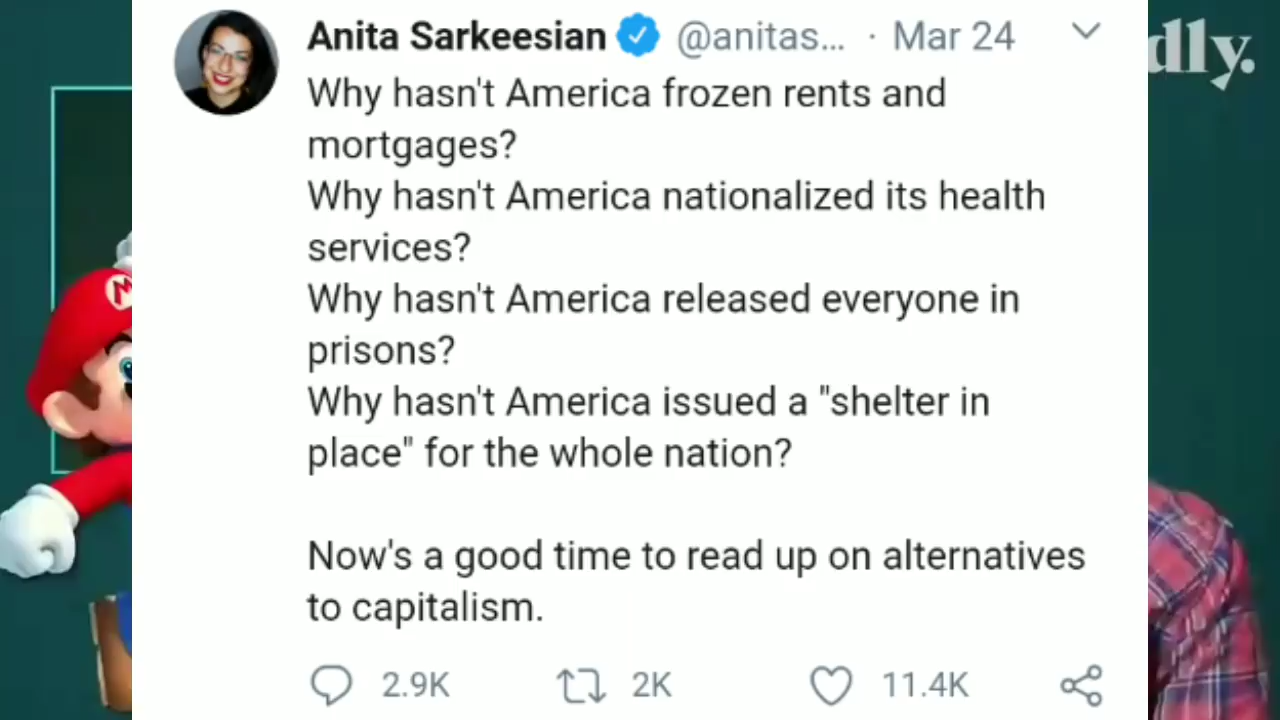 Anita Sarkeesian @anitas... · Mar 24
dly.
Why hasn't America frozen rents and
mortgages?
Why hasn't America nationalized its health
services?
Why hasn't America released everyone in
prisons?
Why hasn't America issued a "shelter in
place" for the whole nation?
Now's a good time to read up on alternatives
to capitalism.
2.9K 2K 11.4K
M